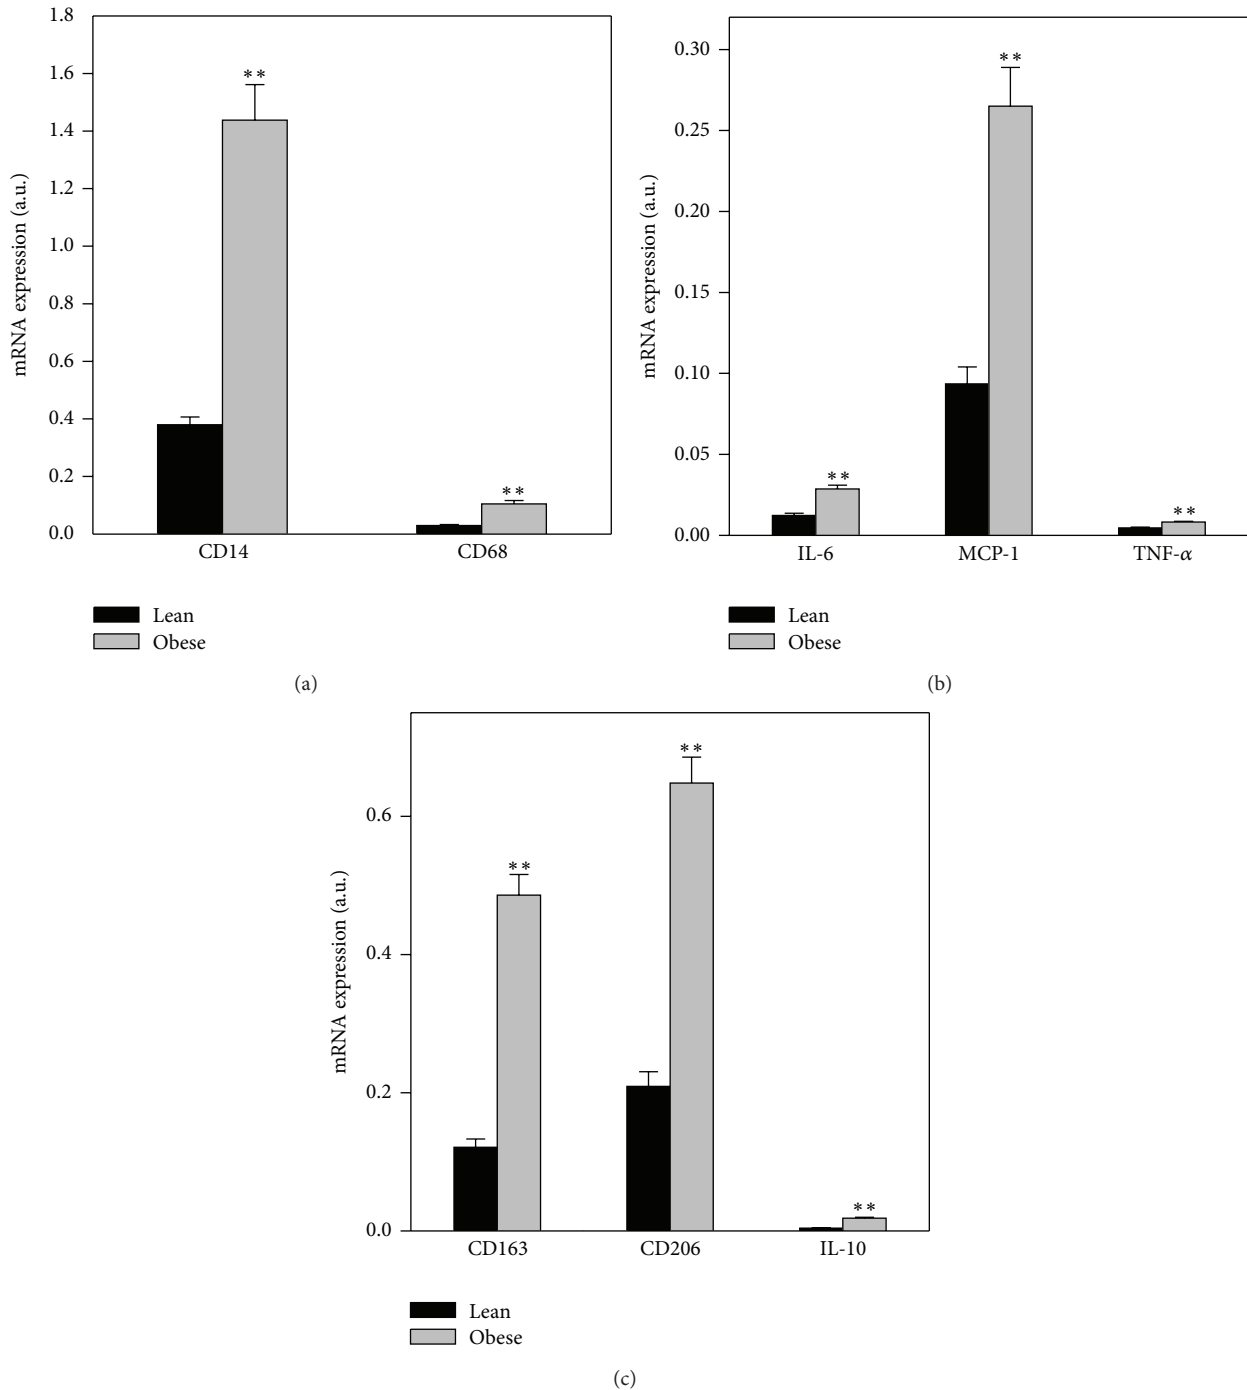 1.8
1.6
1.4
1.2
1.0
0.8
0.6
0.4
0.2
0.0
mRNA expression (a.u.)
**
**
CD14 CD68
Lean
Obese
(a)
0.30
0.25
0.20
0.15
0.10
0.05
0.00
mRNA expression (a.u.)
**
**
**
IL-6 MCP-1 TNF-α
Lean
Obese
(b)
0.6
0.4
0.2
0.0
mRNA expression (a.u.)
**
**
**
CD163 CD206 IL-10
Lean
Obese
(c)